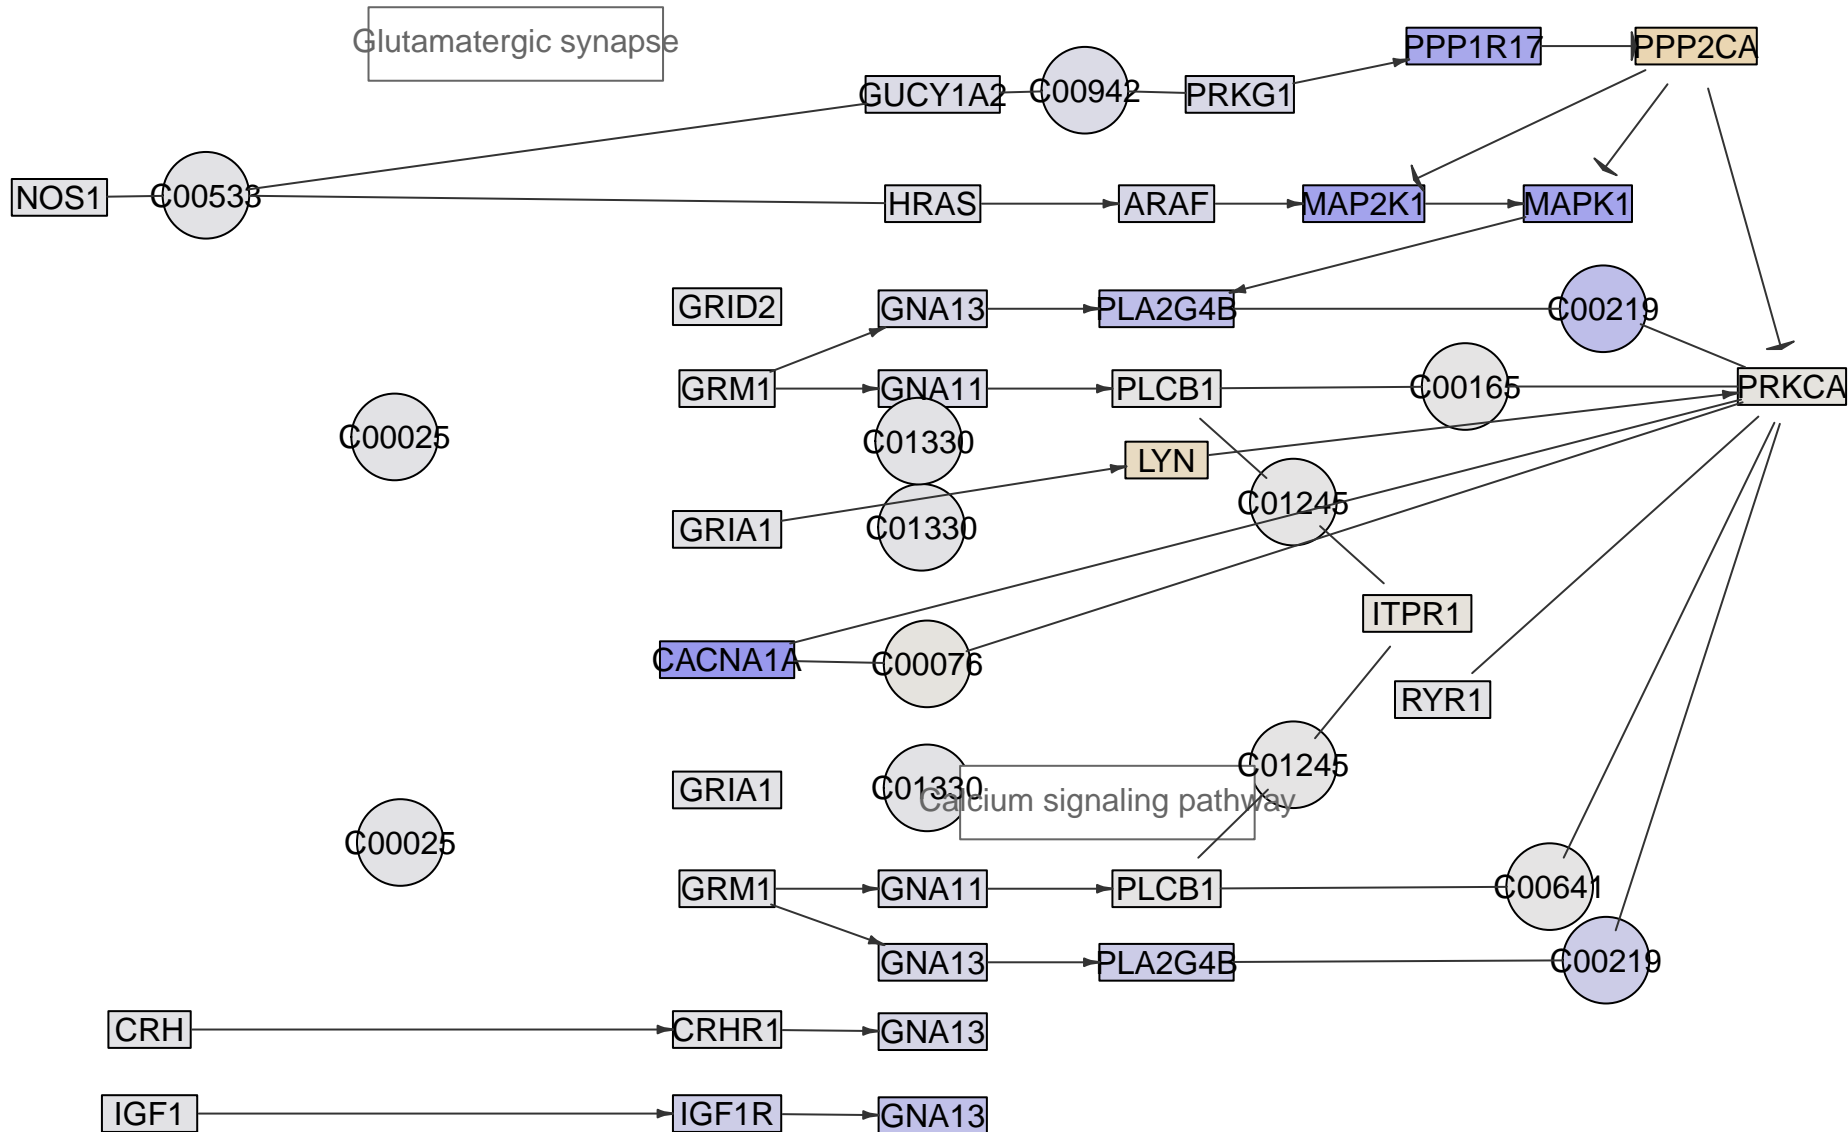 Glutamatergic synapse
PPP1R17
PPP2CA
GUCY1A2
C00942
PRKG1
NOS1
C00533
HRAS
ARAF
MAP2K1
MAPK1
GRID2
GNA13
PLA2G4B
C00219
GRM1
GNA11
PLCB1
C00165
PRKCA
C00025
C01330
LYN
C01245
GRIA1
C01330
ITPR1
CACNA1A
C00076
RYR1
GRIA1
C01330
Calcium signaling pathway
C01245
C00025
GRM1
GNA11
PLCB1
C00641
GNA13
PLA2G4B
C00219
CRH
CRHR1
GNA13
IGF1
IGF1R
GNA13